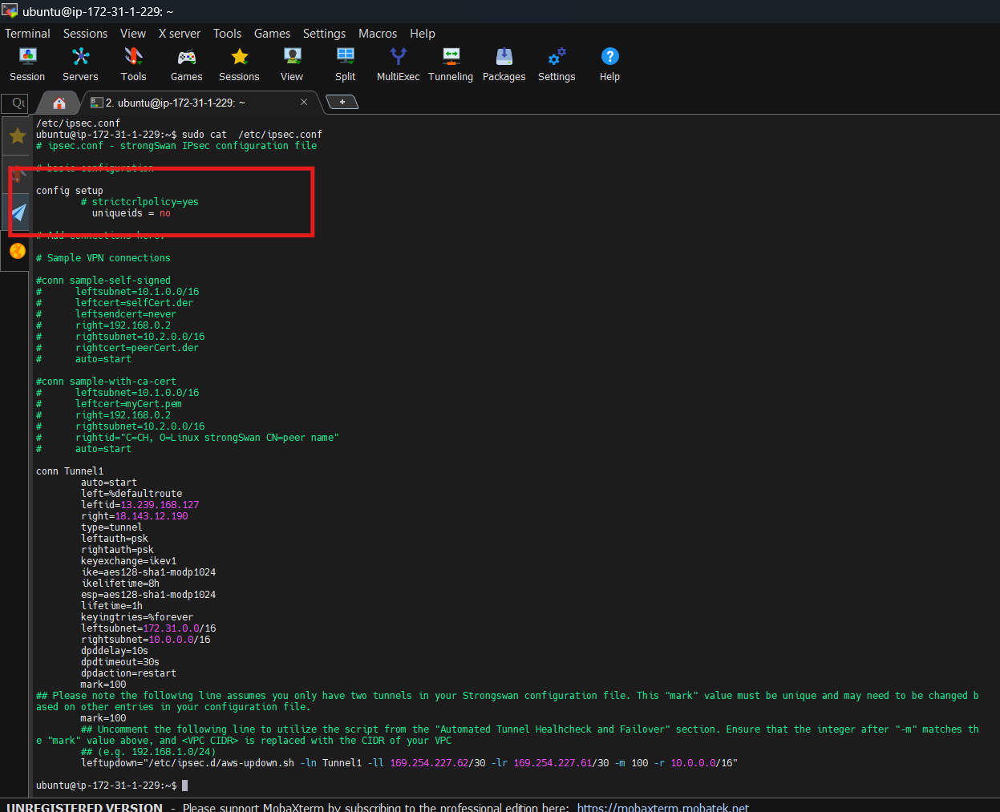 ubuntu@ip-172-31-1-229: ~
Terminal Sessions View X server Tools Games Settings Macros Help
Session Servers Tools Games Sessions View Split MultiExec Tunneling Packages Settings Help
2. ubuntu@ip-172-31-1-229: ~
/etc/ipsec.conf
ubuntu@ip-172-31-1-229:~$ sudo cat  /etc/ipsec.conf
# ipsec.conf - strongSwan IPsec configuration file
# basic configuration
config setup
# strictcrlpolicy=yes
uniqueids = no
# Add connections here.
# Sample VPN connections
#conn sample-self-signed
#      leftsubnet=10.1.0.0/16
#      leftcert=selfCert.der
#      leftsendcert=never
#      right=192.168.0.2
#      rightsubnet=10.2.0.0/16
#      rightcert=peerCert.der
#      auto=start
#conn sample-with-ca-cert
#      leftsubnet=10.1.0.0/16
#      leftcert=myCert.pem
#      right=192.168.0.2
#      rightsubnet=10.2.0.0/16
#      rightid="C=CH, O=Linux strongSwan CN=peer name"
#      auto=start
conn Tunnel1
auto=start
left=%defaultroute
leftid=13.239.168.127
right=18.143.12.190
type=tunnel
leftauth=psk
rightauth=psk
keyexchange=ikev1
ike=aes128-sha1-modp1024
ikelifetime=8h
esp=aes128-sha1-modp1024
lifetime=1h
keyingtries=%forever
leftsubnet=172.31.0.0/16
rightsubnet=10.0.0.0/16
dpddelay=10s
dpdtimeout=30s
dpdaction=restart
mark=100
## Please note the following line assumes you only have two tunnels in your Strongswan configuration file. This "mark" value must be unique and may need to be changed b
ased on other entries in your configuration file.
mark=100
## Uncomment the following line to utilize the script from the "Automated Tunnel Healhcheck and Failover" section. Ensure that the integer after "-m" matches th
e "mark" value above, and <VPC CIDR> is replaced with the CIDR of your VPC
## (e.g. 192.168.1.0/24)
leftupdown="/etc/ipsec.d/aws-updown.sh -ln Tunnel1 -ll 169.254.227.62/30 -lr 169.254.227.61/30 -m 100 -r 10.0.0.0/16"
ubuntu@ip-172-31-1-229:~$
UNREGISTERED VERSION - Please support MobaXterm by subscribing to the professional edition here: https://mobaxterm.mobatek.net